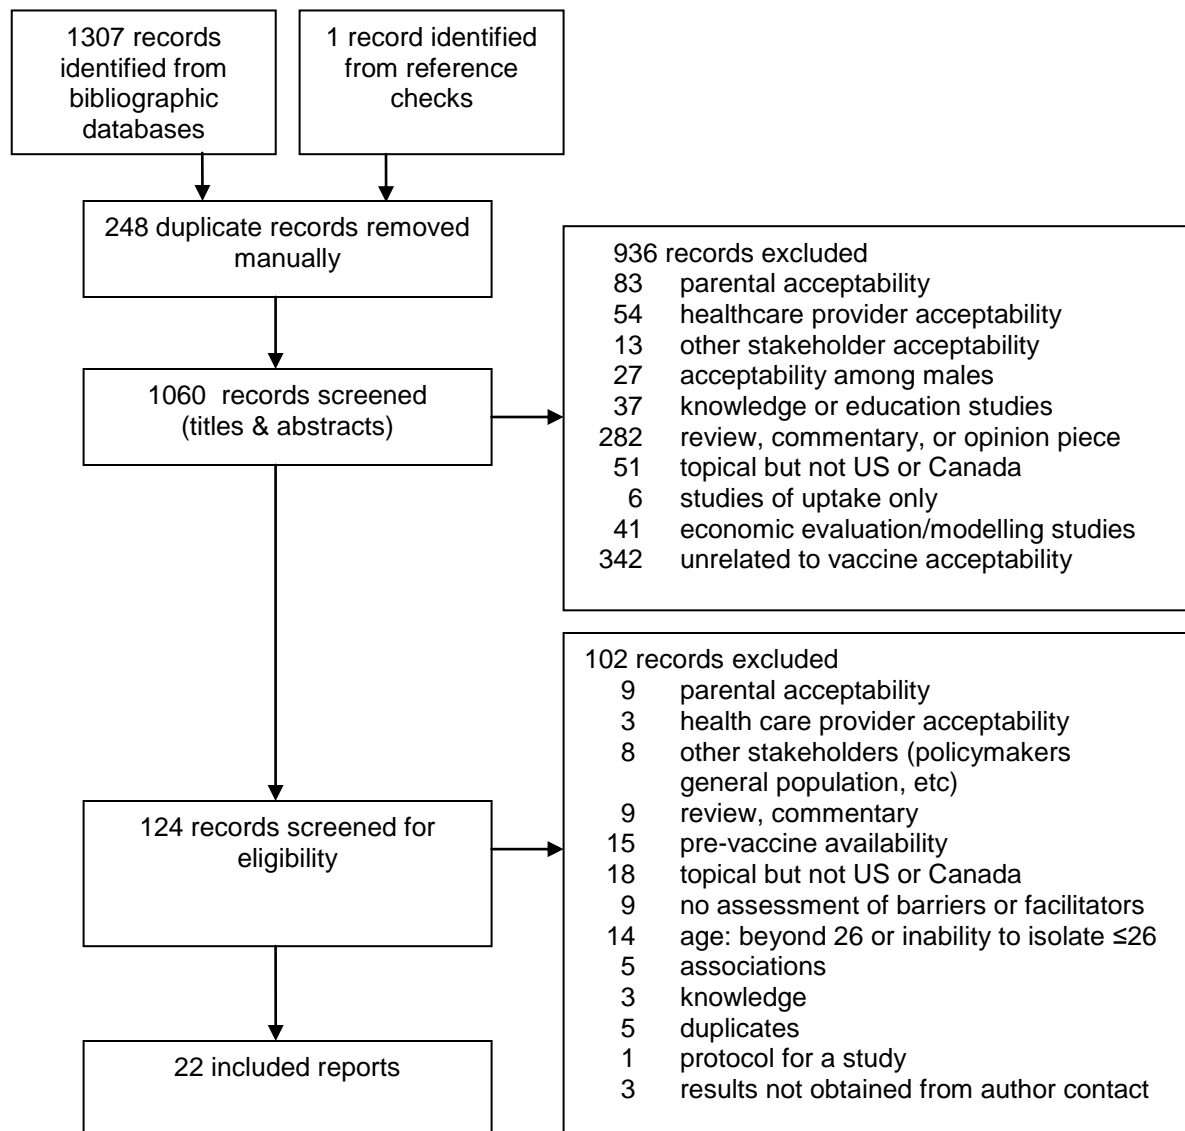 1307 records
identified from
bibliographic
databases
1 record identified
from reference
checks
248 duplicate records removed
manually
1060 records screened
(titles & abstracts)
936 records excluded
83 parental acceptability
54 healthcare provider acceptability
13 other stakeholder acceptability
27 acceptability among males
37 knowledge or education studies
282 review, commentary, or opinion piece
51 topical but not US or Canada
6 studies of uptake only
41 economic evaluation/modelling studies
342 unrelated to vaccine acceptability
124 records screened for
eligibility
102 records excluded
9 parental acceptability
3 health care provider acceptability
8 other stakeholders (policymakers
general population, etc)
9 review, commentary
15 pre-vaccine availability
18 topical but not US or Canada
9 no assessment of barriers or facilitators
14 age: beyond 26 or inability to isolate ≤26
5 associations
3 knowledge
5 duplicates
1 protocol for a study
3 results not obtained from author contact
22 included reports